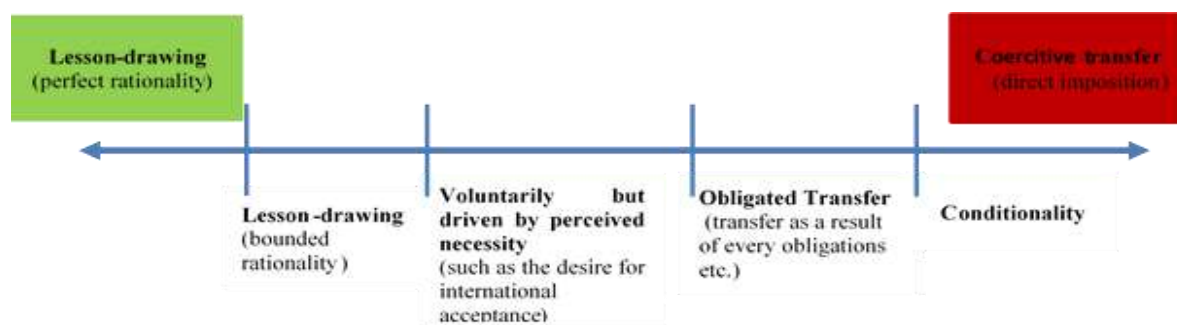 Lesson-drawing
(perfect rationality)
Coercitive transfer
(direct imposition)
Lesson-drawing
(bounded
rationality)
Voluntarily but
driven by perceived
necessity
(such as the desire for
international
acceptance)
Obligated Transfer
(transfer as a result
of every obligations
etc.)
Conditionality